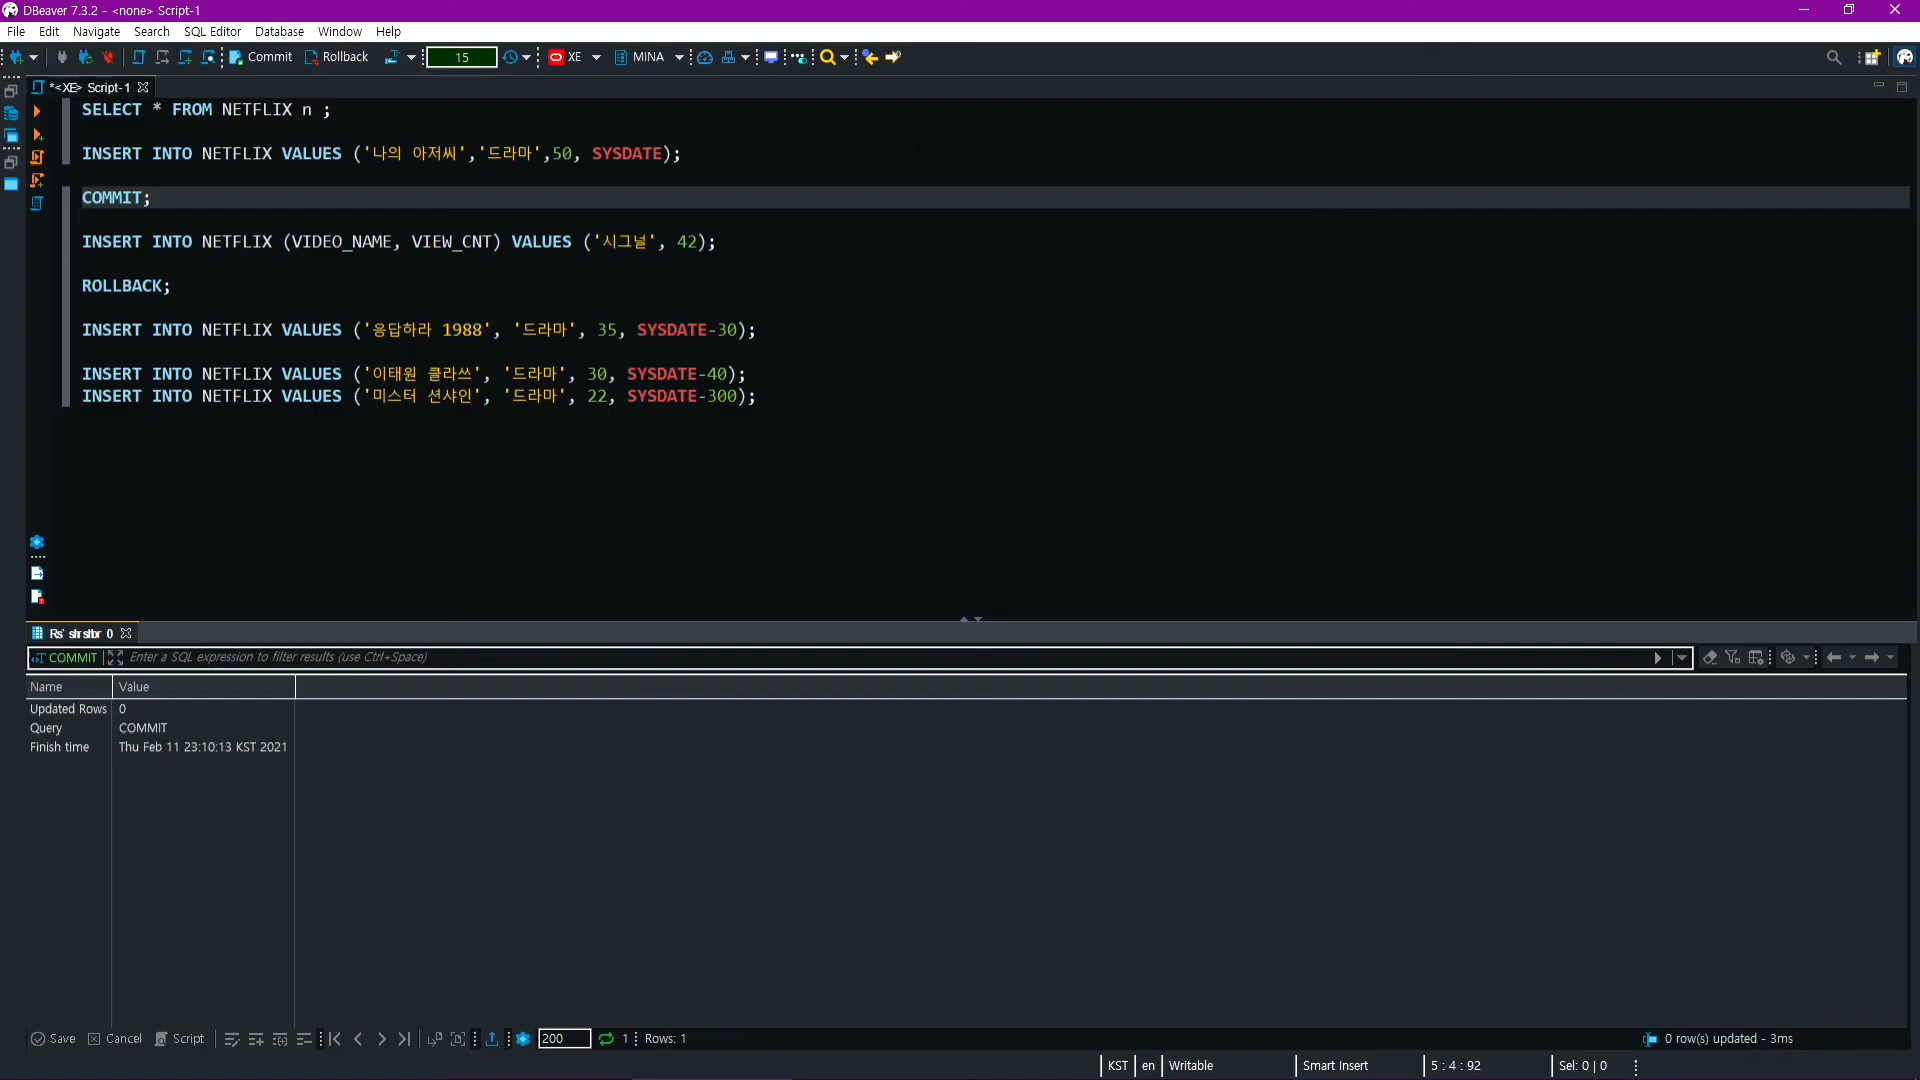 DBeaver 7.3.2 - <none> Script-1
File Edit Navigate Search SQL Editor Database Window Help
Commit Rollback 15 XE MINA
*<XE> Script-1
SELECT * FROM NETFLIX n ;
INSERT INTO NETFLIX VALUES ('나의 아저씨','드라마',50, SYSDATE);
COMMIT;
INSERT INTO NETFLIX (VIDEO_NAME, VIEW_CNT) VALUES ('시그널', 42);
ROLLBACK;
INSERT INTO NETFLIX VALUES ('응답하라 1988', '드라마', 35, SYSDATE-30);
INSERT INTO NETFLIX VALUES ('이태원 클라쓰', '드라마', 30, SYSDATE-40);
INSERT INTO NETFLIX VALUES ('미스터 션샤인', '드라마', 22, SYSDATE-300);
0
COMMIT Enter a SQL expression to filter results (use Ctrl+Space)
Name Value
Updated Rows 0
Query COMMIT
Finish time Thu Feb 11 23:10:13 KST 2021
Save Cancel Script 200 1 Rows: 1 0 row(s) updated - 3ms
KST en Writable Smart Insert 5 : 4 : 92 Sel: 0 | 0